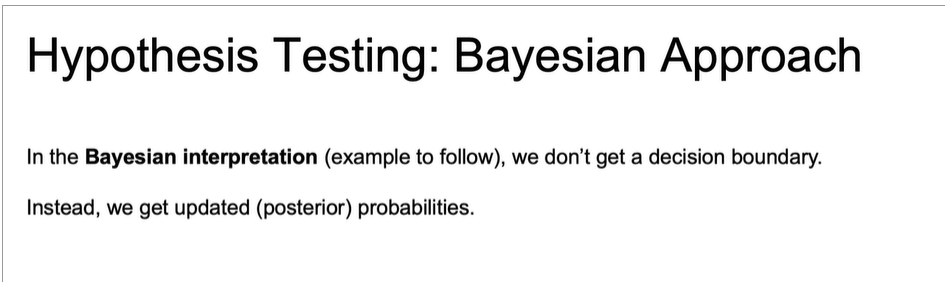 Hypothesis Testing: Bayesian Approach
In the Bayesian interpretation (example to follow), we don’t get a decision boundary.
Instead, we get updated (posterior) probabilities.